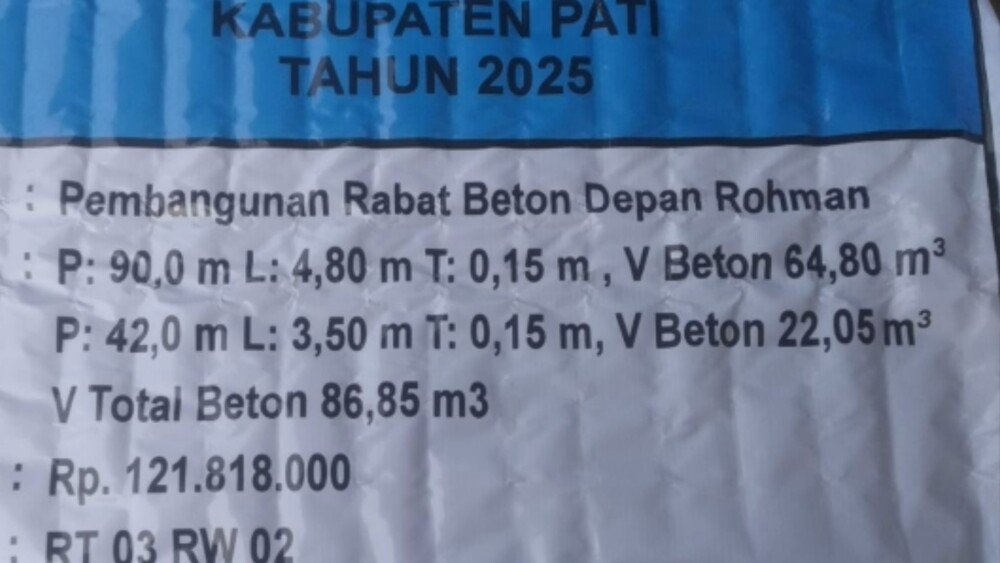 KABUPATEN PATI
TAHUN 2025
: Pembangunan Rabat Beton Depan Rohman
: P: 90,0 m L: 4,80 m T: 0,15 m , V Beton 64,80 m³
P: 42,0 m L: 3,50 m T: 0,15 m, V Beton 22,05 m³
V Total Beton 86,85 m3
: Rp. 121.818.000
: RT 03 RW 02